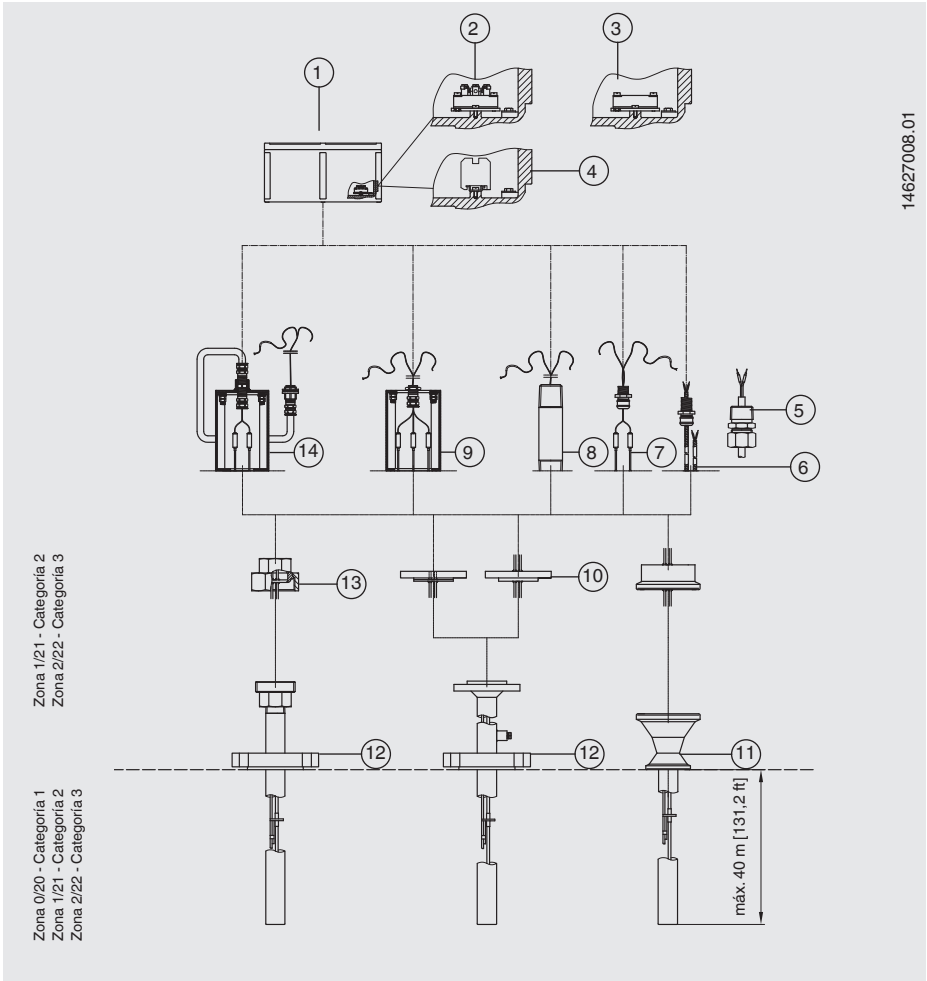 1
2
3
4
14627008.01
5
6
7
8
9
14
13
10
Zona 1/21 - Categoría 2
Zona 2/22 - Categoría 3
12
12
11
Zona 0/20 - Categoría 1
Zona 1/21 - Categoría 2
Zona 2/22 - Categoría 3
máx. 40 m [131,2 ft]